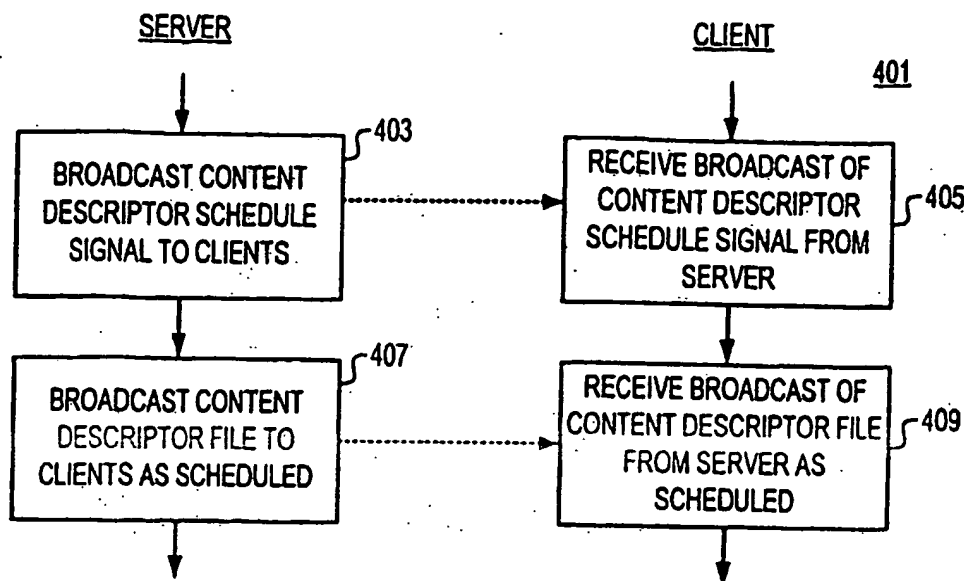 SERVER
CLIENT
401
403
BROADCAST CONTENT
DESCRIPTOR SCHEDULE
SIGNAL TO CLIENTS
RECEIVE BROADCAST OF
CONTENT DESCRIPTOR
SCHEDULE SIGNAL FROM
SERVER
405
407
BROADCAST CONTENT
DESCRIPTOR FILE TO
CLIENTS AS SCHEDULED
RECEIVE BROADCAST OF
CONTENT DESCRIPTOR FILE
FROM SERVER AS
SCHEDULED
409